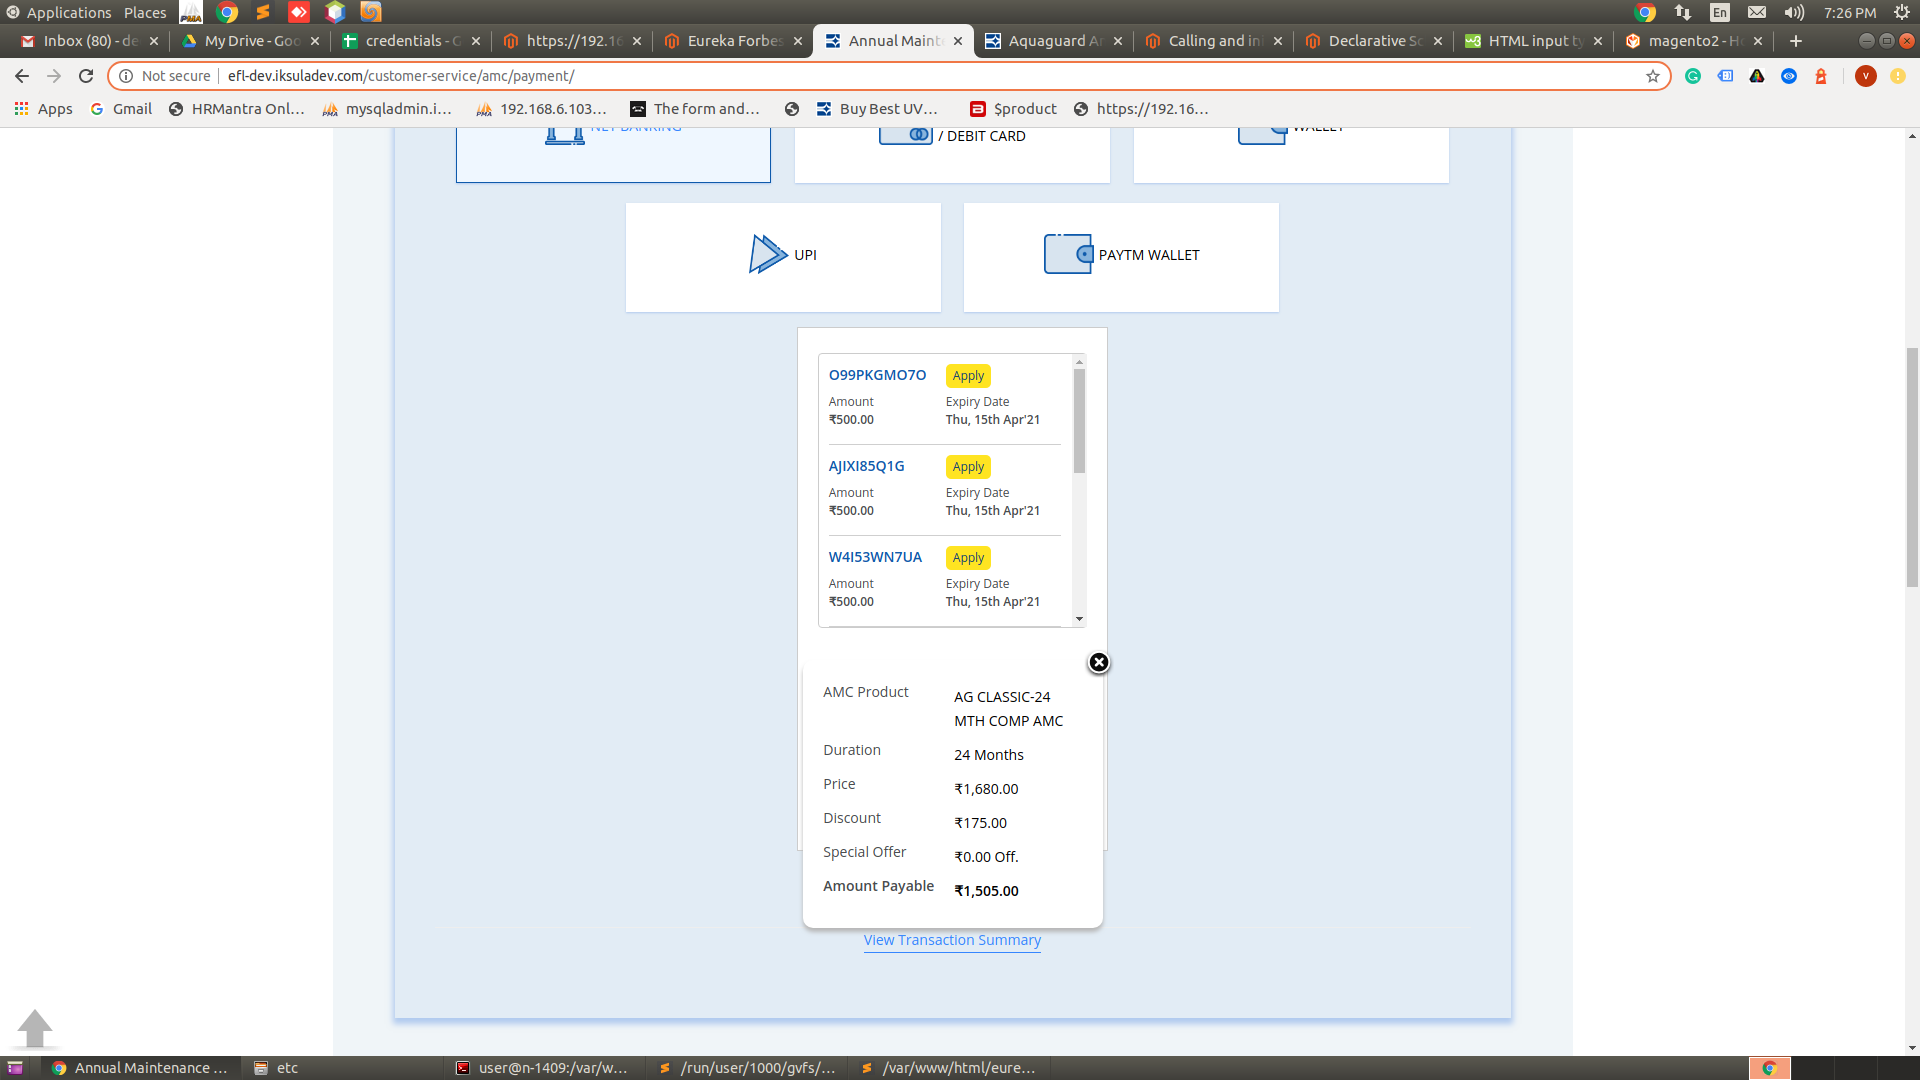 Applications Places En 7:26 PM
Inbox (80) - de
My Drive - Goo
credentials - C
https://192.16
Eureka Forbes
Annual Maint
Aquaguard A
Calling and in
Declarative Sc
HTML input ty
magento2 - H
Not secure efl-dev.iksuladev.com/customer-service/amc/payment/ V
Apps Gmail HRMantra Onl... mysqladmin.i... 192.168.6.103... The form and... Buy Best UV... $product https://192.16...
NET BANKING
/ DEBIT CARD
WALLET
UPI
PAYTM WALLET
O99PKGMO7O Apply
Amount Expiry Date
₹500.00 Thu, 15th Apr'21
AJIXI85Q1G Apply
Amount Expiry Date
₹500.00 Thu, 15th Apr'21
W4I53WN7UA Apply
Amount Expiry Date
₹500.00 Thu, 15th Apr'21
AMC Product AG CLASSIC-24
MTH COMP AMC
Duration 24 Months
Price ₹1,680.00
Discount ₹175.00
Special Offer ₹0.00 Off.
Amount Payable ₹1,505.00
View Transaction Summary
Annual Maintenance ... etc user@n-1409:/var/w... /run/user/1000/gvfs/... /var/www/html/eure...